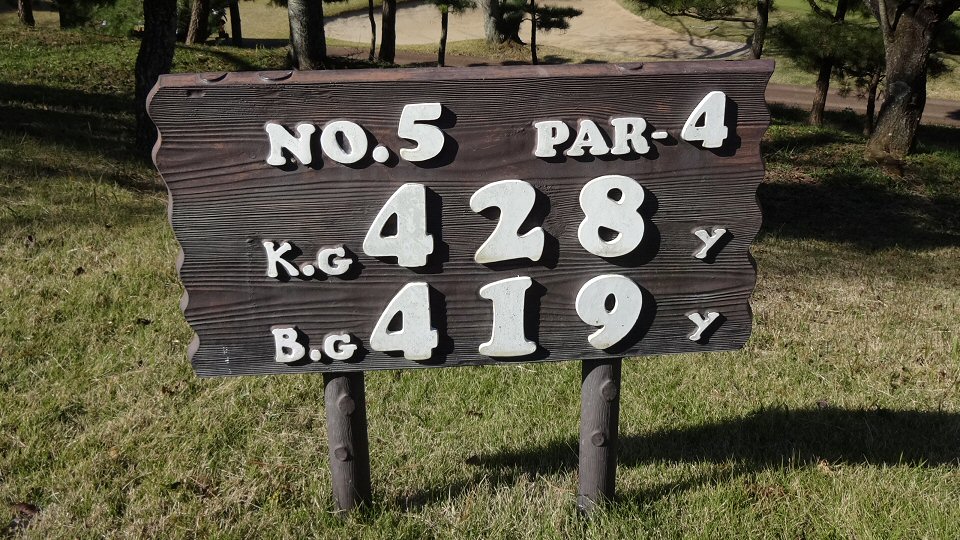 NO.5 PAR-4
K.G 428 Y
B.G 419 Y